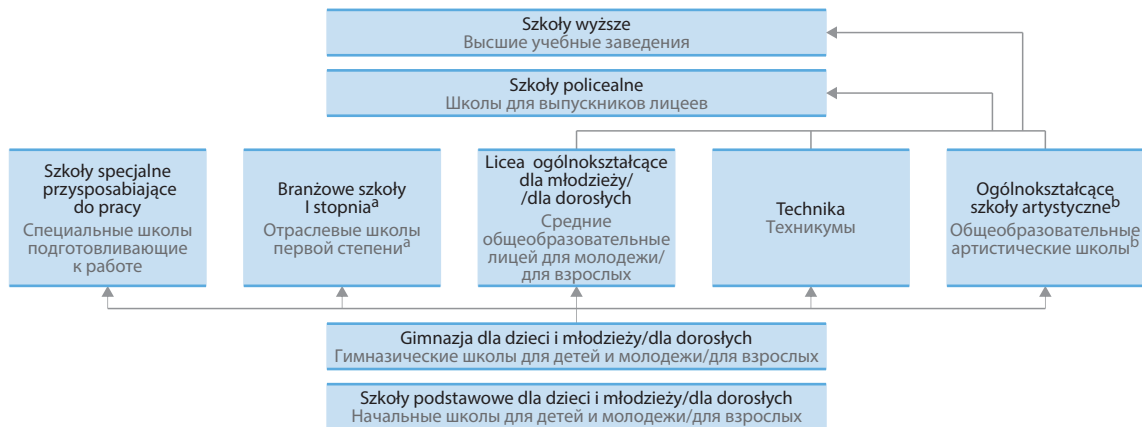 Szkoły wyższe
Высшие учебные заведения
Szkoły policealne
Школы для выпускников лицеев
Szkoły specjalne
przysposabiające
do pracy
Специальные школы
подготовливающие
к работе
Branżowe szkoły
I stopniaᵃ
Отраслевые школы
первой степениᵃ
Licea ogólnokształcące
dla młodzieży/
/dla dorosłych
Средние
общеобразовательные
лицей для молодежи/
для взрослых
Technika
Техникумы
Ogólnokształcące
szkoły artystyczneᵇ
Общеобразовательные
артистические школыᵇ
Gimnazja dla dzieci i młodzieży/dla dorosłych
Гимназические школы для детей и молодежи/для взрослых
Szkoły podstawowe dla dzieci i młodzieży/dla dorosłych
Начальные школы для детей и молодежи/для взрослых